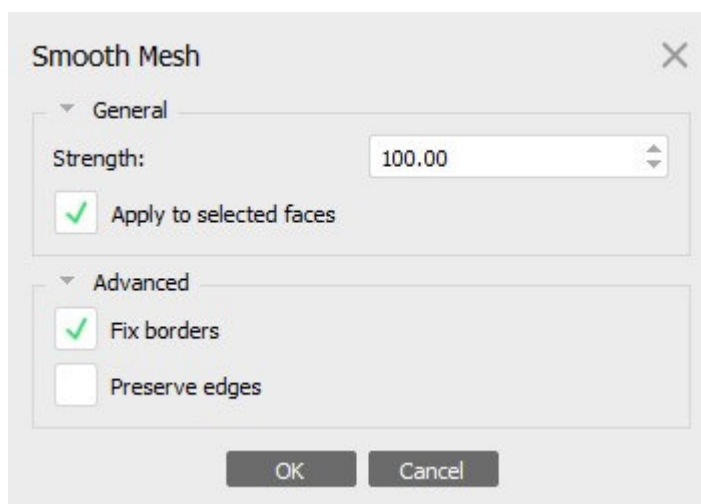 Smooth Mesh
General
Strength: 100.00
Apply to selected faces
Advanced
Fix borders
Preserve edges
OK Cancel